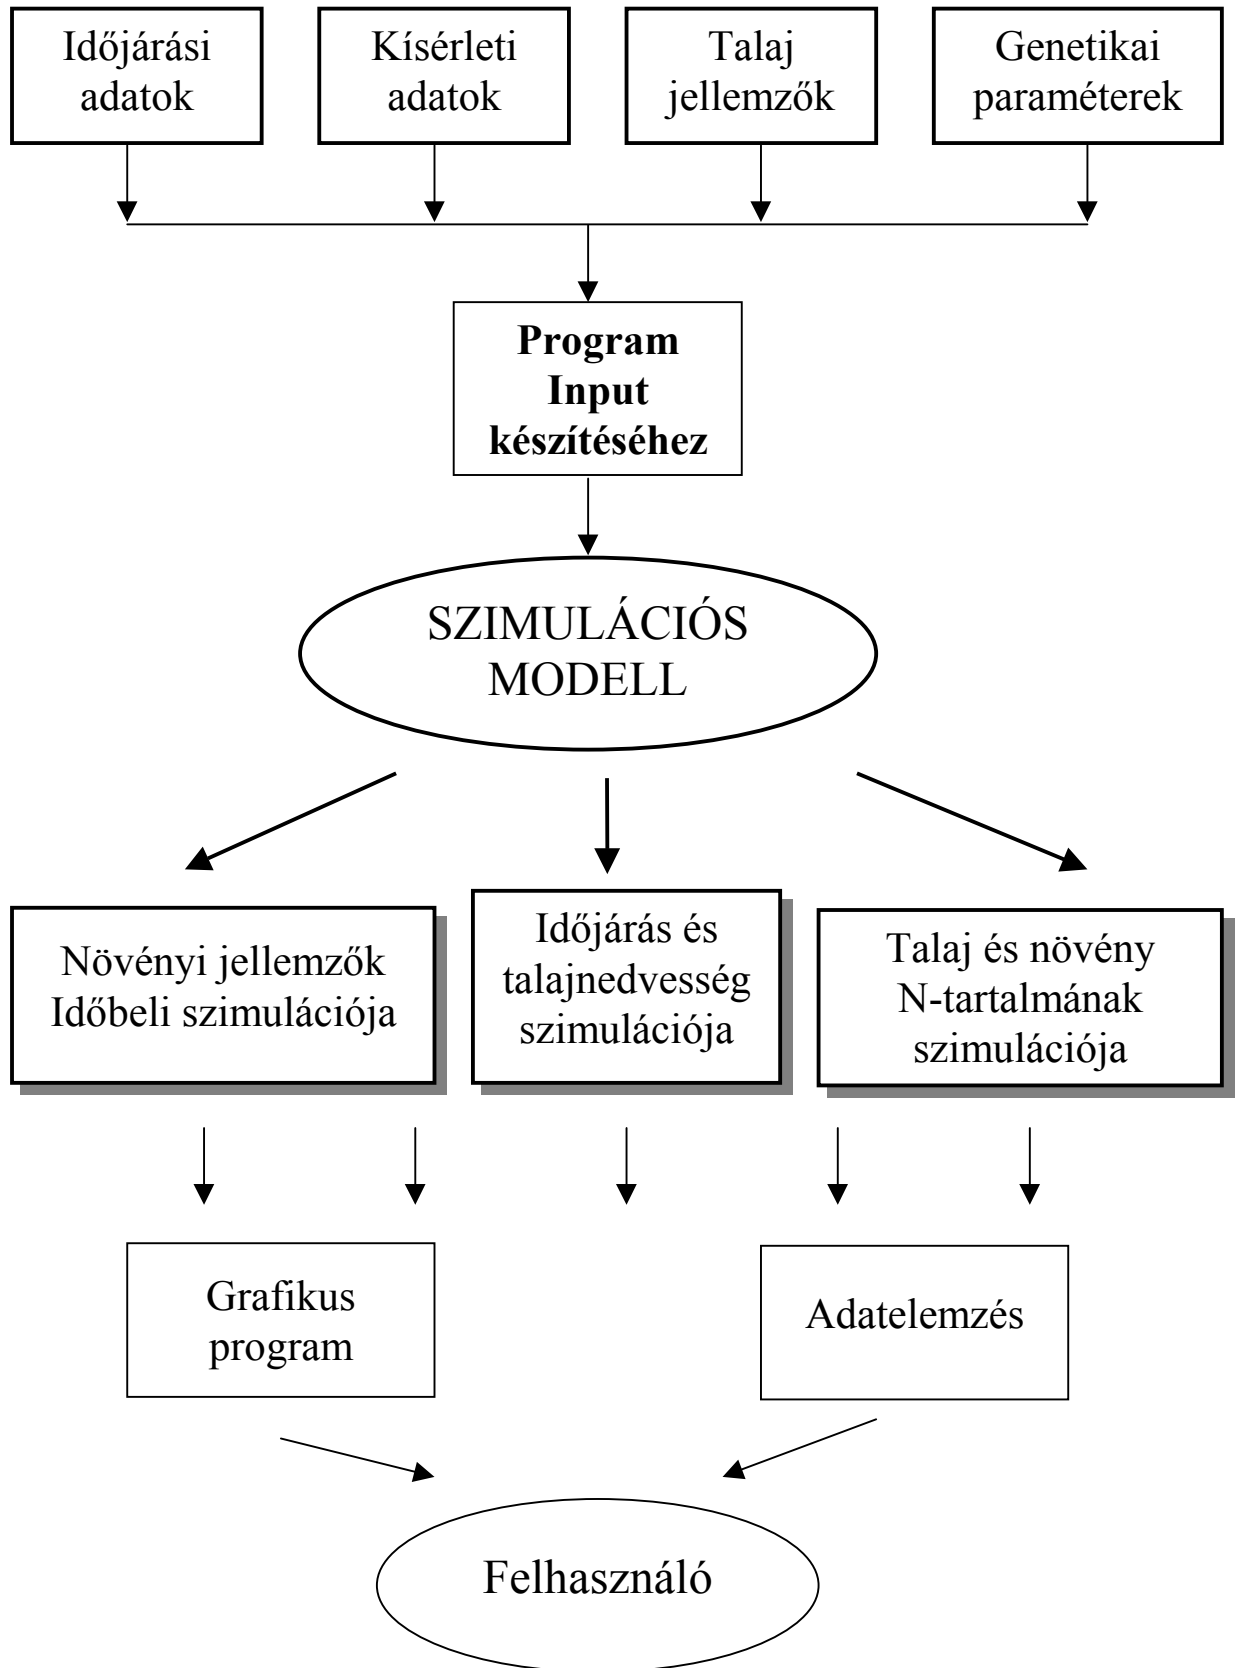 Időjárási
adatok
Kísérleti
adatok
Talaj
jellemzők
Genetikai
paraméterek
Program
Input
készítéséhez
SZIMULÁCIÓS
MODELL
Növényi jellemzők
Időbeli szimulációja
Időjárás és
talajnedvesség
szimulációja
Talaj és növény
N-tartalmának
szimulációja
Grafikus
program
Adatelemzés
Felhasználó